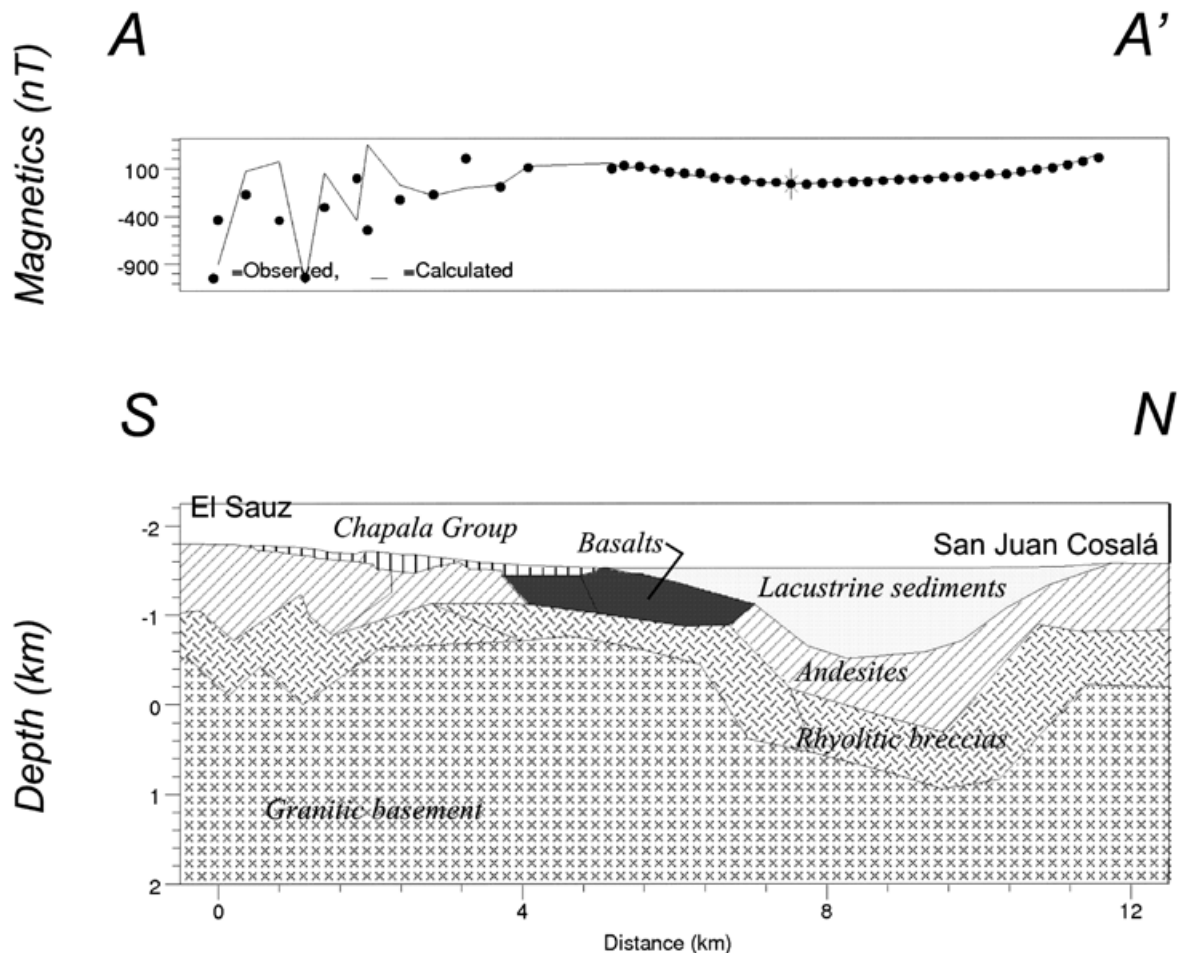 A A’
Magnetics (nT)
100
-400
-900
=Observed, — =Calculated
S N
El Sauz
Chapala Group
Basalts
San Juan Cosalá
Lacustrine sediments
Andesites
Rhyolitic breccias
Granitic basement
Depth (km)
-2
-1
0
1
2
0 4 8 12
Distance (km)